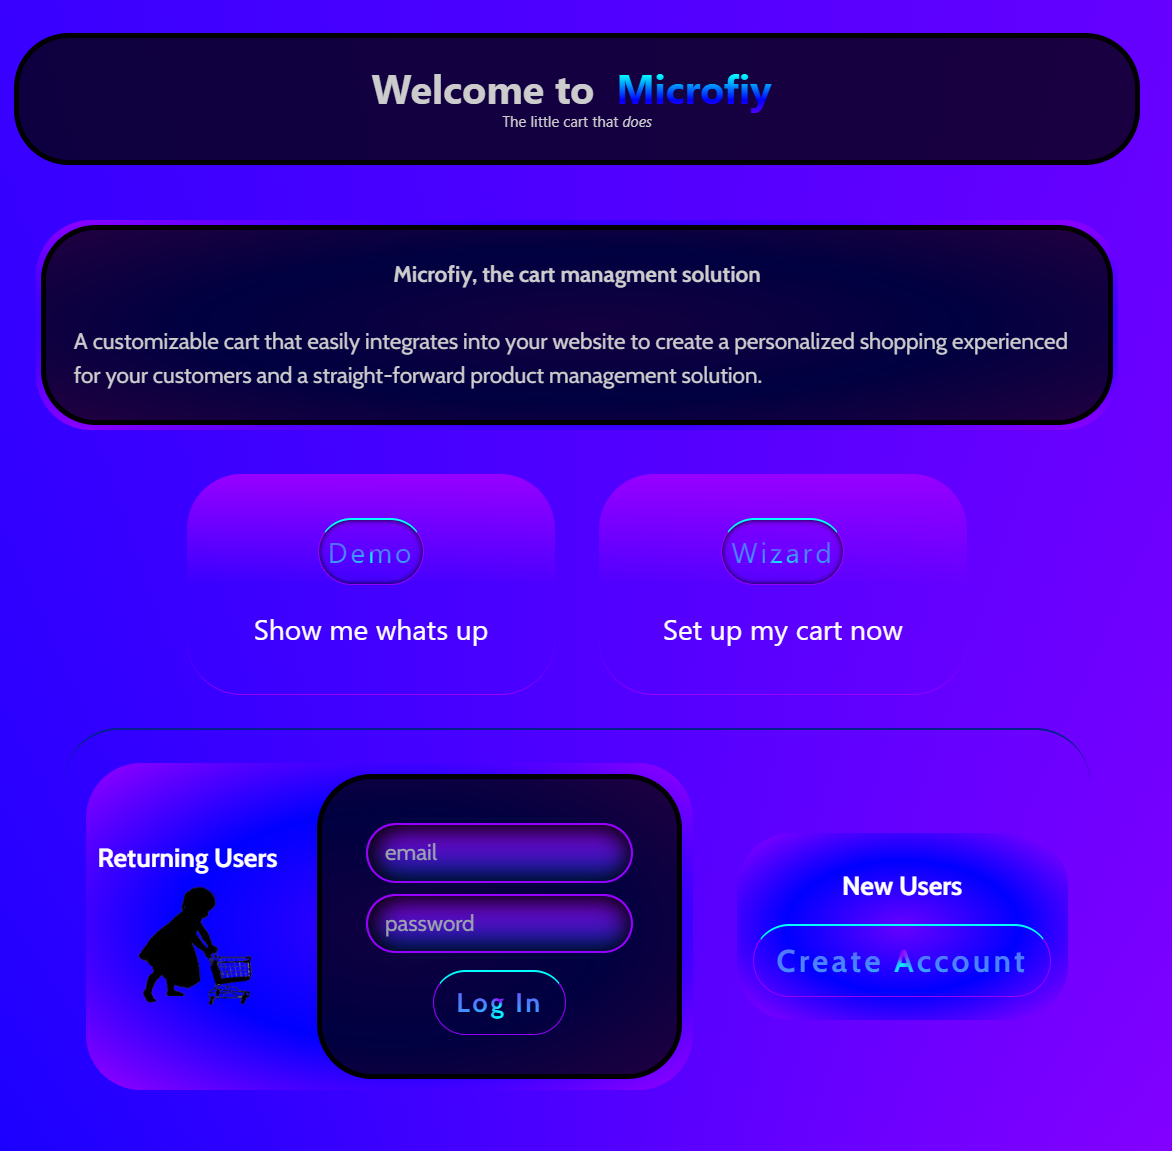 Welcome to Microfiy
The little cart that does
Microfiy, the cart managment solution
A customizable cart that easily integrates into your website to create a personalized shopping experienced
for your customers and a straight-forward product management solution.
Demo
Wizard
Show me whats up
Set up my cart now
Returning Users
email
password
Log In
New Users
Create Account